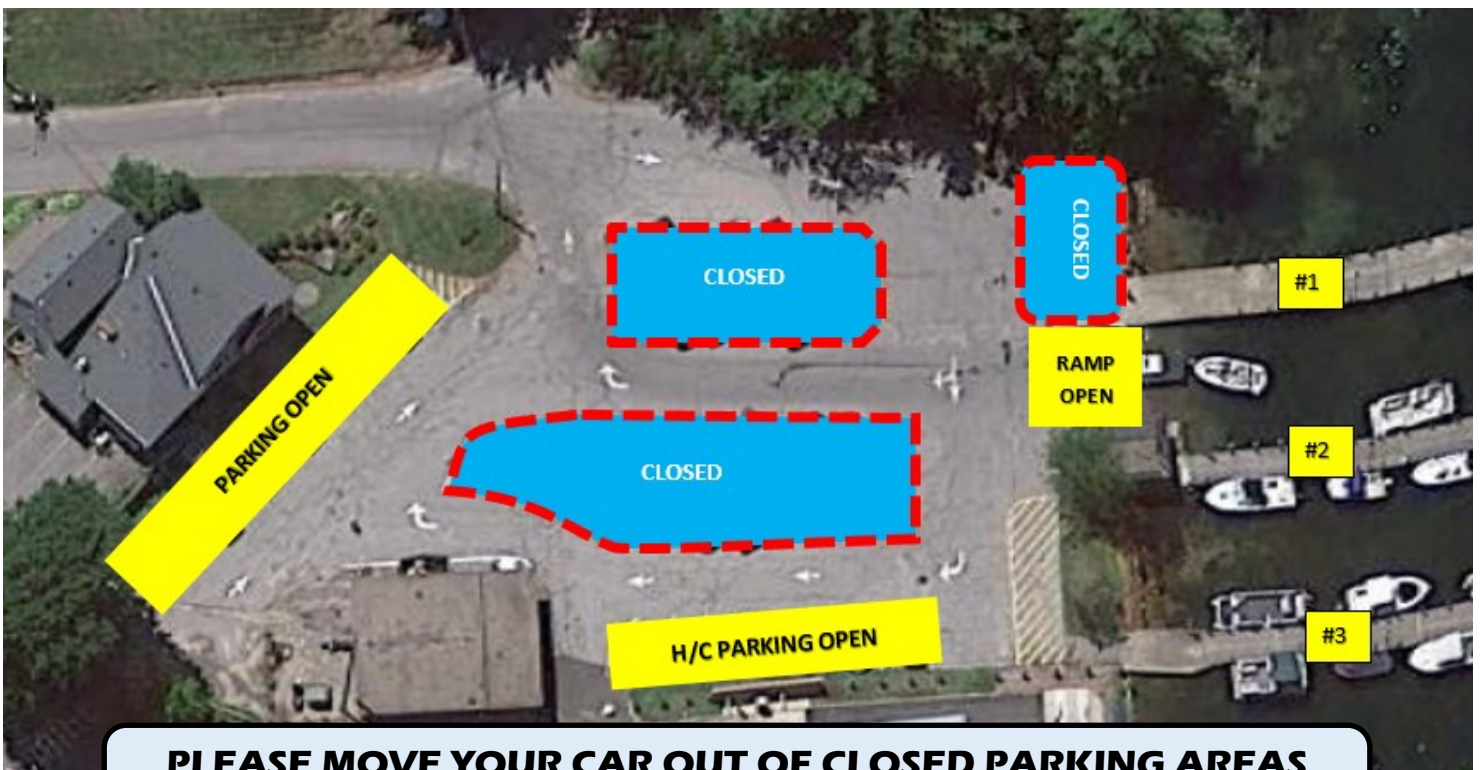 CLOSED
CLOSED
#1
RAMP
OPEN
PARKING OPEN
#2
CLOSED
#3
H/C PARKING OPEN
PLEASE MOVE YOUR CAR OUT OF CLOSED PARKING AREAS